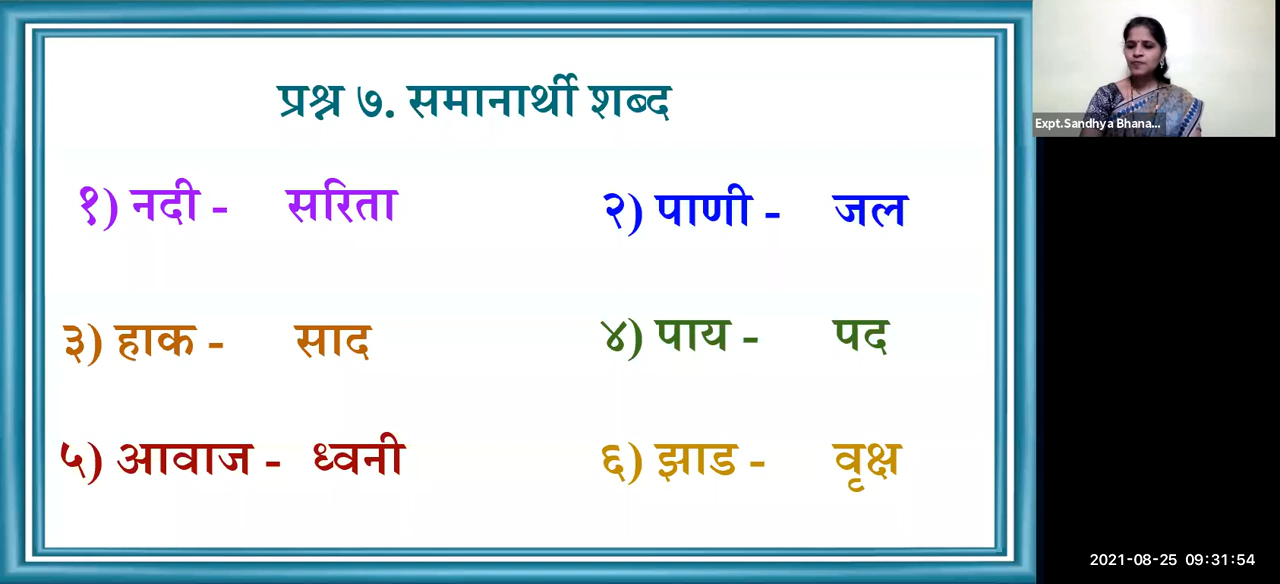 प्रश्न ७. समानार्थी शब्द
१) नदी - सरिता
२) पाणी - जल
३) हाक - साद
४) पाय - पद
५) आवाज - ध्वनी
६) झाड - वृक्ष
Expt.Sandhya Bhana...
2021-08-25 09:31:54